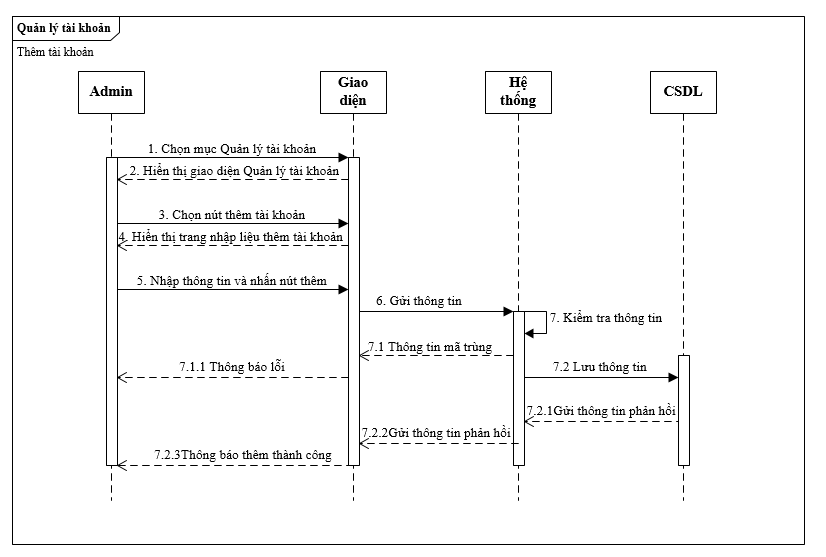 Quản lý tài khoản
Thêm tài khoản
Admin
Giao
diện
Hệ
thống
CSDL
1. Chọn mục Quản lý tài khoản
2. Hiển thị giao diện Quản lý tài khoản
3. Chọn nút thêm tài khoản
4. Hiển thị trang nhập liệu thêm tài khoản
5. Nhập thông tin và nhấn nút thêm
6. Gửi thông tin
7. Kiểm tra thông tin
7.1 Thông tin mã trùng
7.1.1 Thông báo lỗi
7.2 Lưu thông tin
7.2.1Gửi thông tin phản hồi
7.2.2Gửi thông tin phản hồi
7.2.3Thông báo thêm thành công